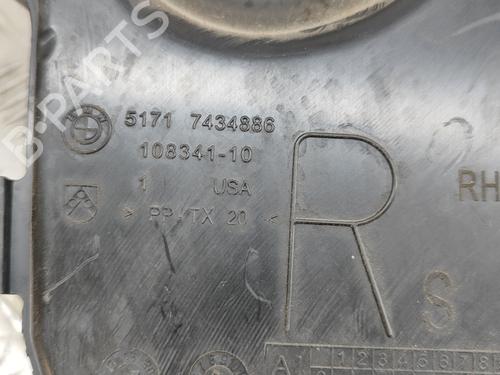 B-PARTS
5171 7434886
108341-10
1 USA
> PP-TX 20 <
R
RH
S
A 1 2 3 4 5 6 7 8